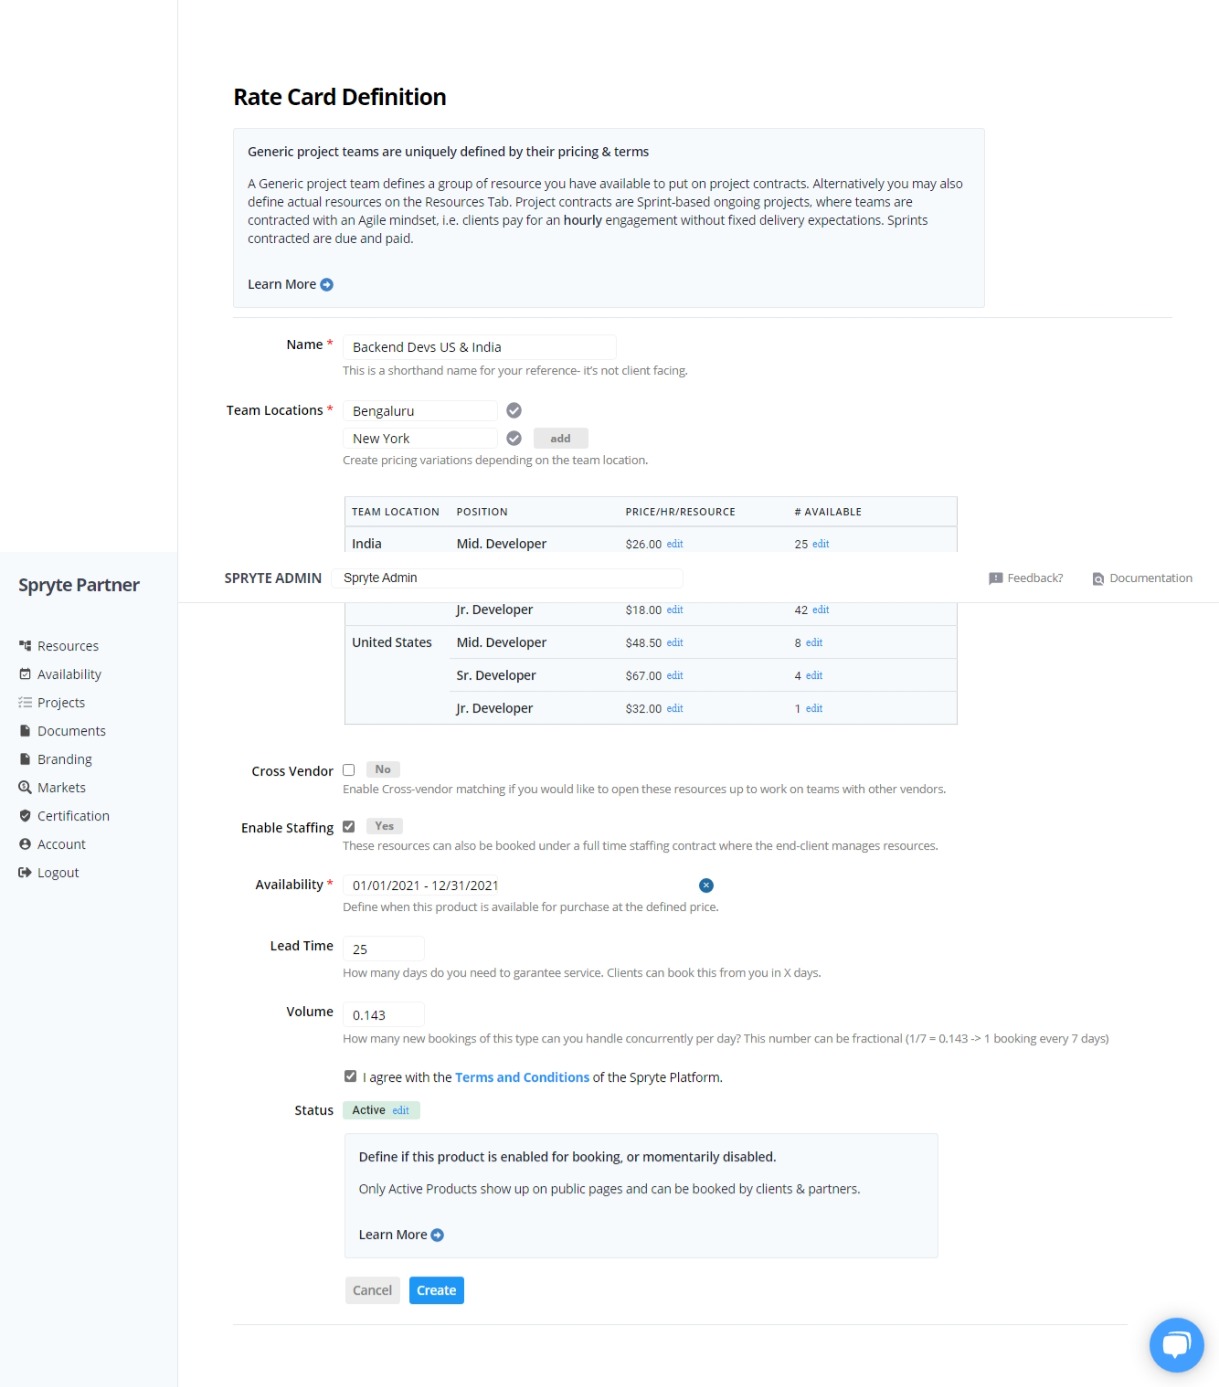 Rate Card Definition
Generic project teams are uniquely defined by their pricing & terms
A Generic project team defines a group of resource you have available to put on project contracts. Alternatively you may also
define actual resources on the Resources Tab. Project contracts are Sprint-based ongoing projects, where teams are
contracted with an Agile mindset, i.e. clients pay for an hourly engagement without fixed delivery expectations. Sprints
contracted are due and paid.
Learn More
Name * Backend Devs US & India
This is a shorthand name for your reference- it's not client facing.
Team Locations * Bengaluru
New York add
Create pricing variations depending on the team location.
TEAM LOCATION POSITION PRICE/HR/RESOURCE # AVAILABLE
India Mid. Developer $26.00 edit 25 edit
Spryte Partner
SPRYTE ADMIN Spryte Admin Feedback? Documentation
Jr. Developer $18.00 edit 42 edit
United States Mid. Developer $48.50 edit 8 edit
Sr. Developer $67.00 edit 4 edit
Jr. Developer $32.00 edit 1 edit
Resources
Availability
Projects
Documents
Branding
Markets
Certification
Account
Logout
Cross Vendor No
Enable Cross-vendor matching if you would like to open these resources up to work on teams with other vendors.
Enable Staffing Yes
These resources can also be booked under a full time staffing contract where the end-client manages resources.
Availability * 01/01/2021 - 12/31/2021
Define when this product is available for purchase at the defined price.
Lead Time 25
How many days do you need to garantee service. Clients can book this from you in X days.
Volume 0.143
How many new bookings of this type can you handle concurrently per day? This number can be fractional (1/7 = 0.143 -> 1 booking every 7 days)
I agree with the Terms and Conditions of the Spryte Platform.
Status Active edit
Define if this product is enabled for booking, or momentarily disabled.
Only Active Products show up on public pages and can be booked by clients & partners.
Learn More
Cancel Create